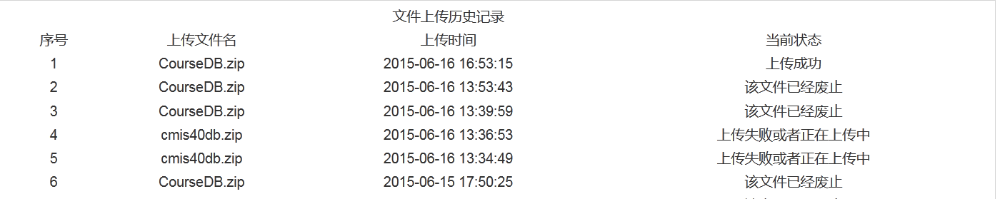 文件上传历史记录
序号 上传文件名 上传时间 当前状态
1 CourseDB.zip 2015-06-16 16:53:15 上传成功
2 CourseDB.zip 2015-06-16 13:53:43 该文件已经废止
3 CourseDB.zip 2015-06-16 13:39:59 该文件已经废止
4 cmis40db.zip 2015-06-16 13:36:53 上传失败或者正在上传中
5 cmis40db.zip 2015-06-16 13:34:49 上传失败或者正在上传中
6 CourseDB.zip 2015-06-15 17:50:25 该文件已经废止